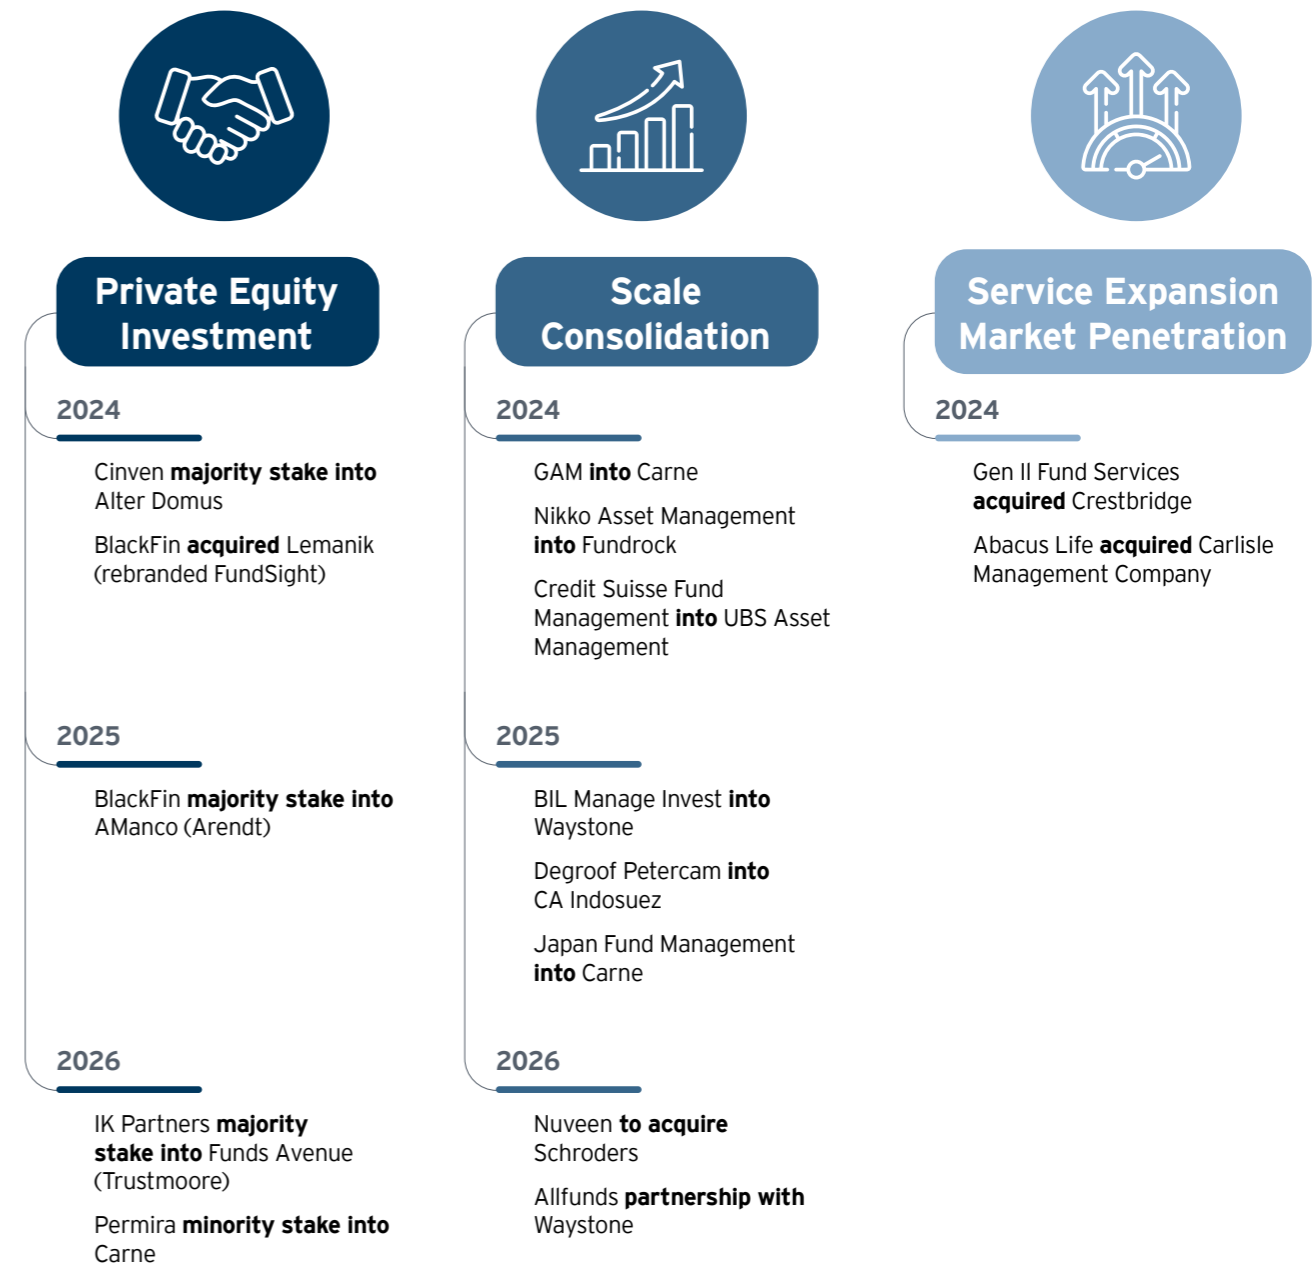 Private Equity
Investment
2024
Cinven majority stake into
Alter Domus
BlackFin acquired Lemanik
(rebranded FundSight)
2025
BlackFin majority stake into
AManco (Arendt)
2026
IK Partners majority
stake into Funds Avenue
(Trustmoore)
Permira minority stake into
Carne
Scale
Consolidation
2024
GAM into Carne
Nikko Asset Management
into Fundrock
Credit Suisse Fund
Management into UBS Asset
Management
2025
BIL Manage Invest into
Waystone
Degroof Petercam into
CA Indosuez
Japan Fund Management
into Carne
2026
Nuveen to acquire
Schroders
Allfunds partnership with
Waystone
Service Expansion
Market Penetration
2024
Gen II Fund Services
acquired Crestbridge
Abacus Life acquired Carlisle
Management Company